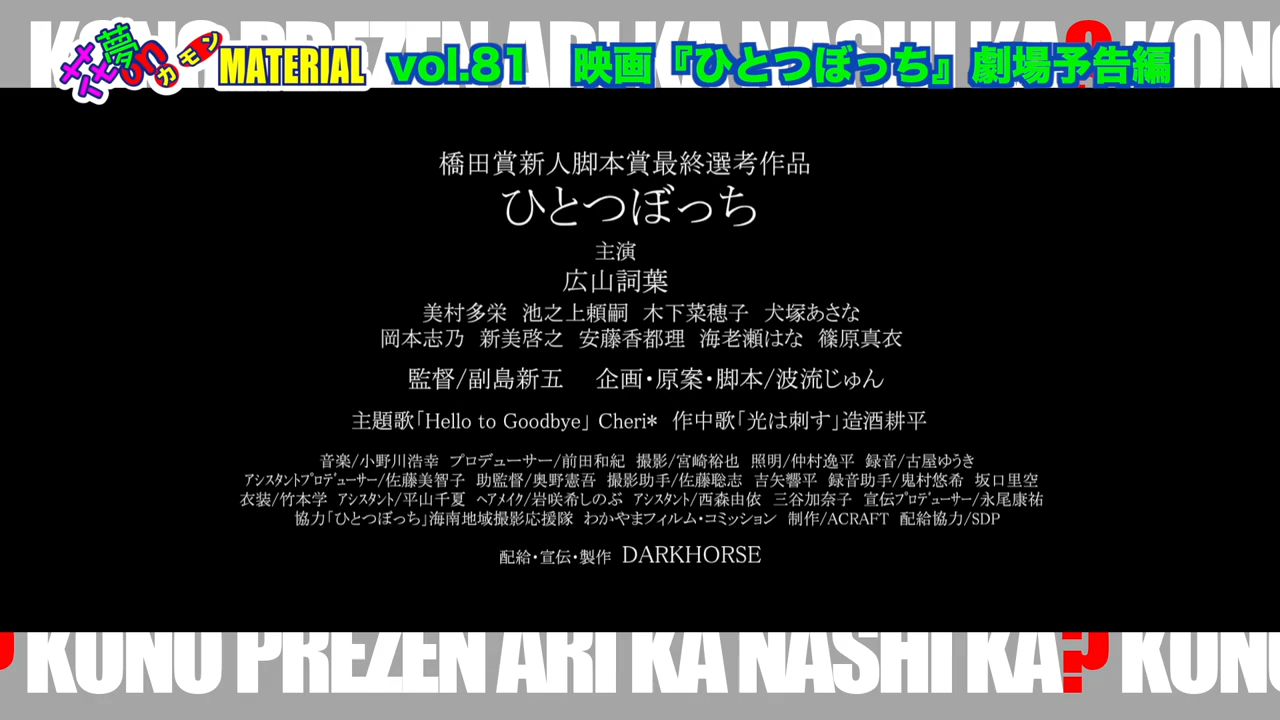 KONO PREZEN ARI KA NASHI KA? KONO
花夢onガモン MATERIAL vol.81 映画『ひとつぼっち』劇場予告編
橋田賞新人脚本賞最終選考作品
ひとつぼっち
主演
広山詞葉
美村多栄 池之上頼嗣 木下菜穂子 犬塚あさな
岡本志乃 新美啓之 安藤香都理 海老瀬はな 篠原真衣
監督/副島新五 企画・原案・脚本/波流じゅん
主題歌「Hello to Goodbye」 Cheri* 作中歌「光は刺す」造酒耕平
音楽/小野川浩幸 プロデューサー/前田和紀 撮影/宮崎裕也 照明/仲村逸平 録音/古屋ゆうき
アシスタントプロデューサー/佐藤美智子 助監督/奥野憲吾 撮影助手/佐藤聡志 吉矢響平 録音助手/鬼村悠希 坂口里空
衣装/竹本学 アシスタント/平山千夏 ヘアメイク/岩咲希しのぶ アシスタント/西森由依 三谷加奈子 宣伝プロデューサー/永尾康祐
協力「ひとつぼっち」海南地域撮影応援隊 わかやまフィルム・コミッション 制作/ACRAFT 配給協力/SDP
配給・宣伝・製作 DARKHORSE
? KONO PREZEN ARI KA NASHI KA? KONO